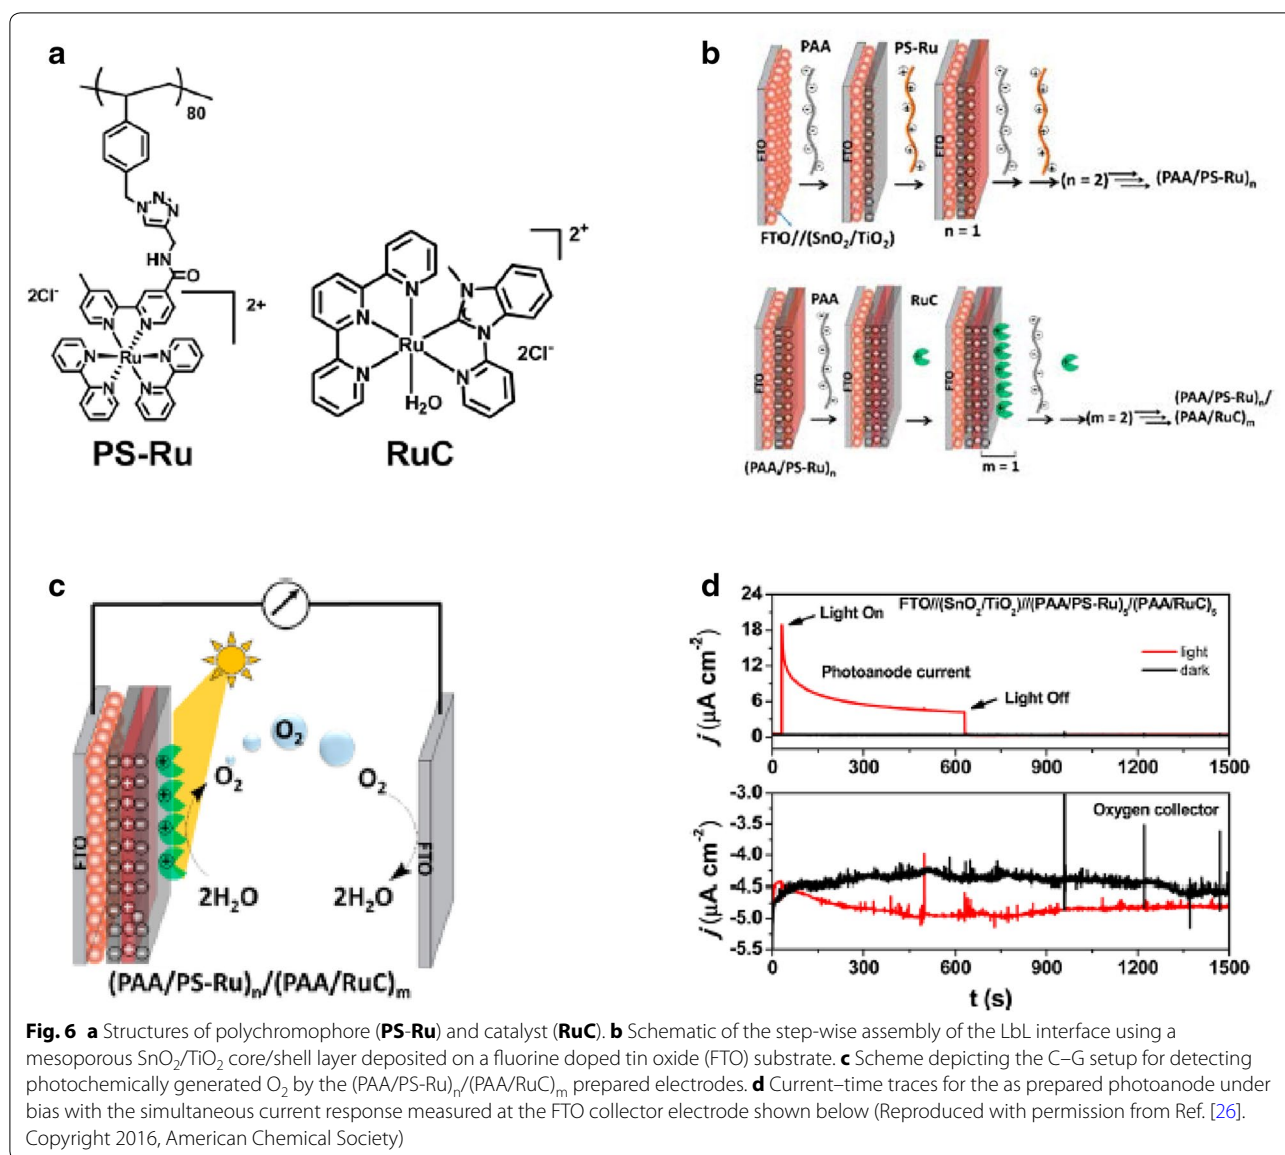 a
80
N
N
N
HN
O
2Cl-
2+
N
N
N
Ru
N
N
N
PS-Ru
2+
N
N
N
N
Ru
N
N
2Cl-
H2O
RuC
b
PAA
PS-Ru
FTO
FTO
FTO
(n = 2)
(PAA/PS-Ru)n
FTO//(SnO2/TiO2)
n = 1
PAA
RuC
FTO
FTO
FTO
(m = 2)
(PAA/PS-Ru)n/
(PAA/RuC)m
(PAA/PS-Ru)n
m = 1
c
O2
O2
O2
FTO
FTO
2H2O
2H2O
(PAA/PS-Ru)n/(PAA/RuC)m
d
24
18
12
6
0
j (μA cm-2)
FTO//(SnO2/TiO2)//(PAA/PS-Ru)5/(PAA/RuC)5
Light On
light
dark
Photoanode current
Light Off
0 300 600 900 1200 1500
-3.0
-3.5
-4.0
-4.5
-5.0
-5.5
j (μA cm-2)
Oxygen collector
0 300 600 900 1200 1500
t (s)
Fig. 6 a Structures of polychromophore (PS-Ru) and catalyst (RuC). b Schematic of the step-wise assembly of the LbL interface using a
mesoporous SnO2/TiO2 core/shell layer deposited on a fluorine doped tin oxide (FTO) substrate. c Scheme depicting the C–G setup for detecting
photochemically generated O2 by the (PAA/PS-Ru)n/(PAA/RuC)m prepared electrodes. d Current–time traces for the as prepared photoanode under
bias with the simultaneous current response measured at the FTO collector electrode shown below (Reproduced with permission from Ref. [26].
Copyright 2016, American Chemical Society)